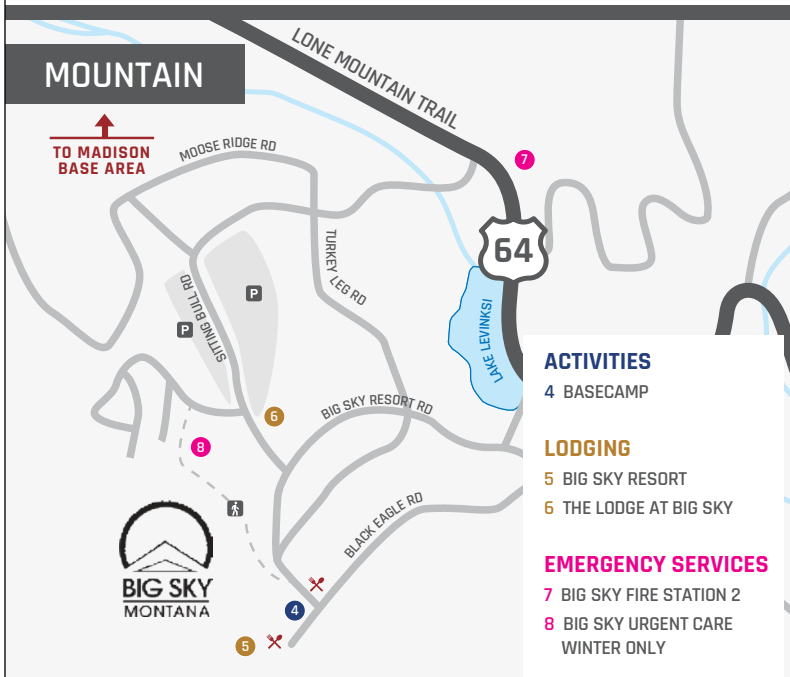 MOUNTAIN
TO MADISON
BASE AREA
LONE MOUNTAIN TRAIL
MOOSE RIDGE RD
7
TURKEY LEG RD
64
P
SITTING BULL RD
P
LAKE LEVINKSI
BIG SKY RESORT RD
6
8
BLACK EAGLE RD
BIG SKY
MONTANA
4
5
ACTIVITIES
4 BASECAMP
LODGING
5 BIG SKY RESORT
6 THE LODGE AT BIG SKY
EMERGENCY SERVICES
7 BIG SKY FIRE STATION 2
8 BIG SKY URGENT CARE
WINTER ONLY